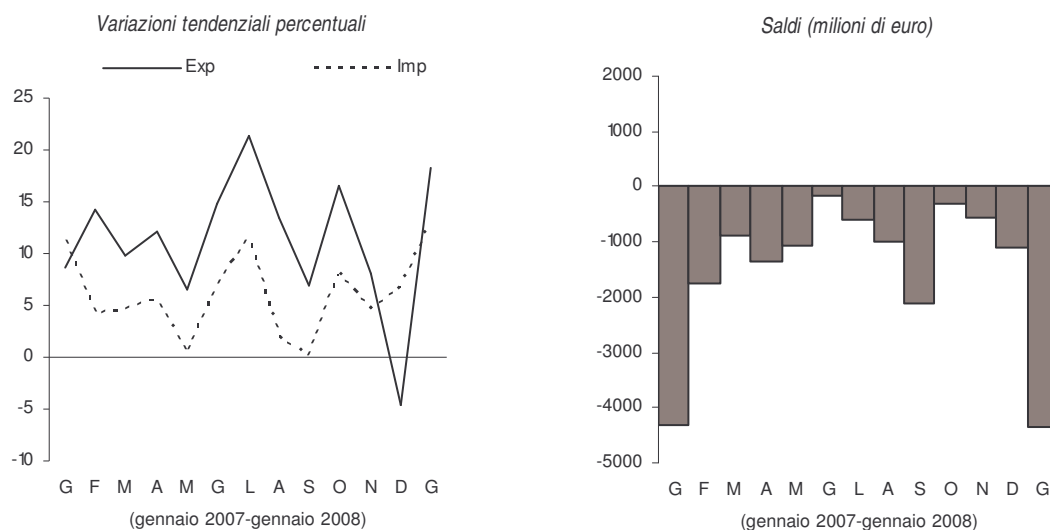 Variazioni tendenziali percentuali
Exp Imp
25
20
15
10
5
0
-5
-10
G F M A M G L A S O N D G
(gennaio 2007-gennaio 2008)
Saldi (milioni di euro)
2000
1000
0
-1000
-2000
-3000
-4000
-5000
G F M A M G L A S O N D G
(gennaio 2007-gennaio 2008)